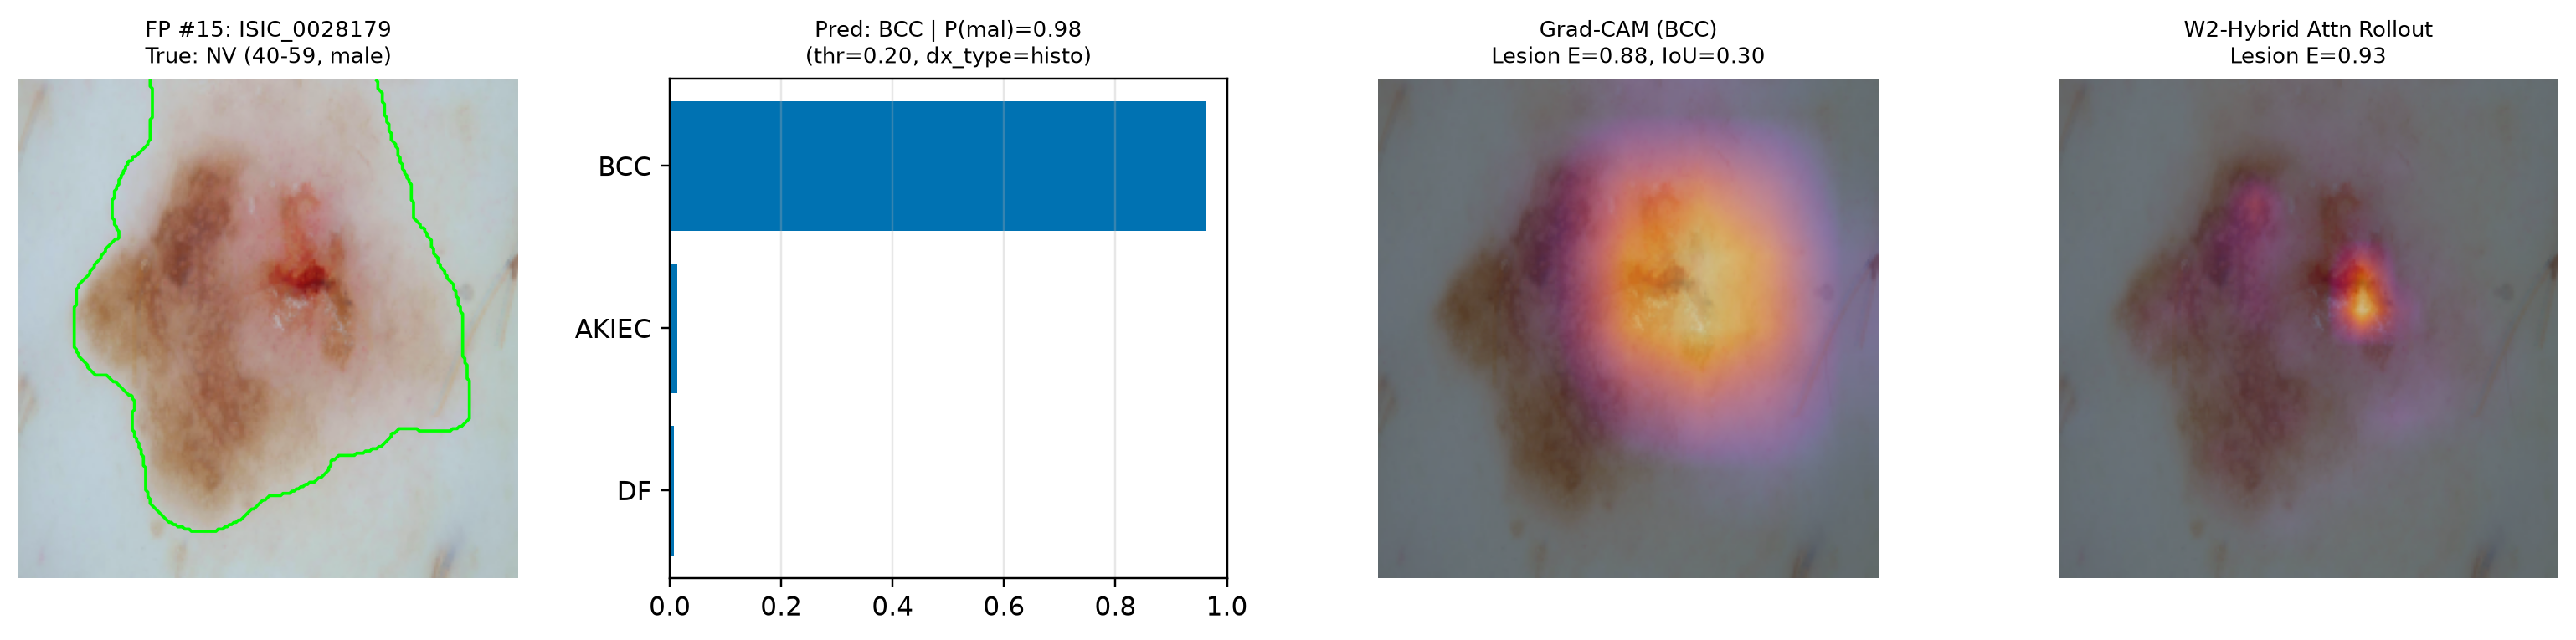 FP #15: ISIC_0028179
True: NV (40-59, male)
Pred: BCC | P(mal)=0.98
(thr=0.20, dx_type=histo)
BCC
AKIEC
DF
0.0 0.2 0.4 0.6 0.8 1.0
Grad-CAM (BCC)
Lesion E=0.88, IoU=0.30
W2-Hybrid Attn Rollout
Lesion E=0.93